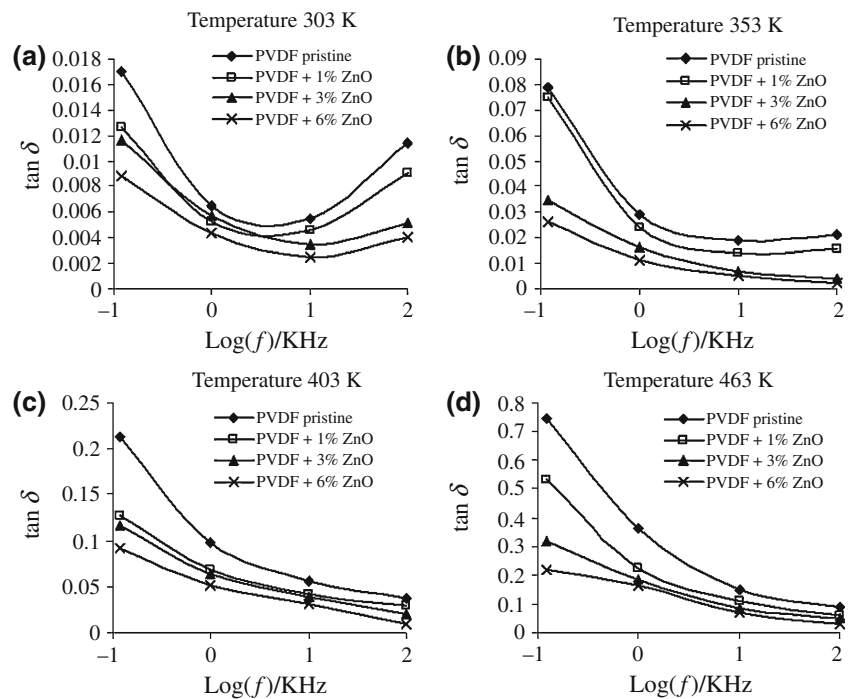 Temperature 303 K
(a)
PVDF pristine
PVDF + 1% ZnO
PVDF + 3% ZnO
PVDF + 6% ZnO
0.018
0.016
0.014
0.012
0.01
0.008
0.006
0.004
0.002
0
tan δ
−1
0
1
2
Log(f)/KHz
Temperature 353 K
(b)
PVDF pristine
PVDF + 1% ZnO
PVDF + 3% ZnO
PVDF + 6% ZnO
0.09
0.08
0.07
0.06
0.05
0.04
0.03
0.02
0.01
0
tan δ
−1
0
1
2
Log(f)/KHz
Temperature 403 K
(c)
PVDF pristine
PVDF + 1% ZnO
PVDF + 3% ZnO
PVDF + 6% ZnO
0.25
0.2
0.15
0.1
0.05
0
tan δ
−1
0
1
2
Log(f)/KHz
Temperature 463 K
(d)
PVDF pristine
PVDF + 1% ZnO
PVDF + 3% ZnO
PVDF + 6% ZnO
0.8
0.7
0.6
0.5
0.4
0.3
0.2
0.1
0
tan δ
−1
0
1
2
Log(f)/KHz